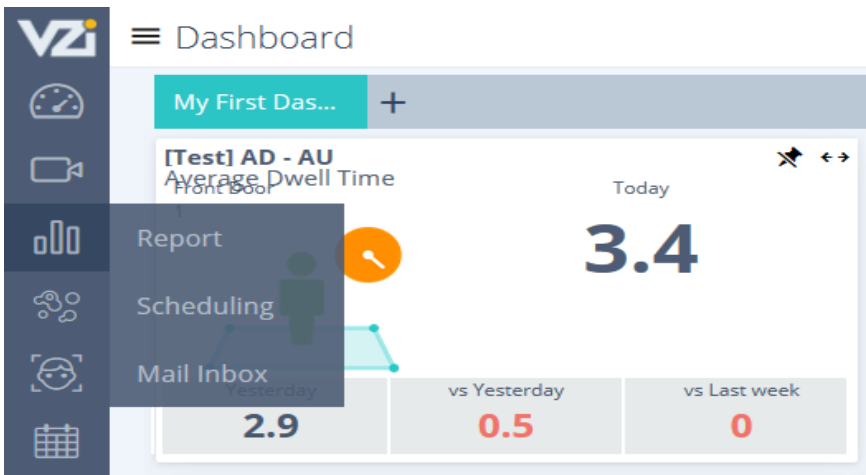 VZi
Dashboard
My First Das... +
[Test] AD - AU
Average Dwell Time
Front Door
Today
1
3.4
Report
Scheduling
Mail Inbox
Yesterday
vs Yesterday
vs Last week
2.9
0.5
0